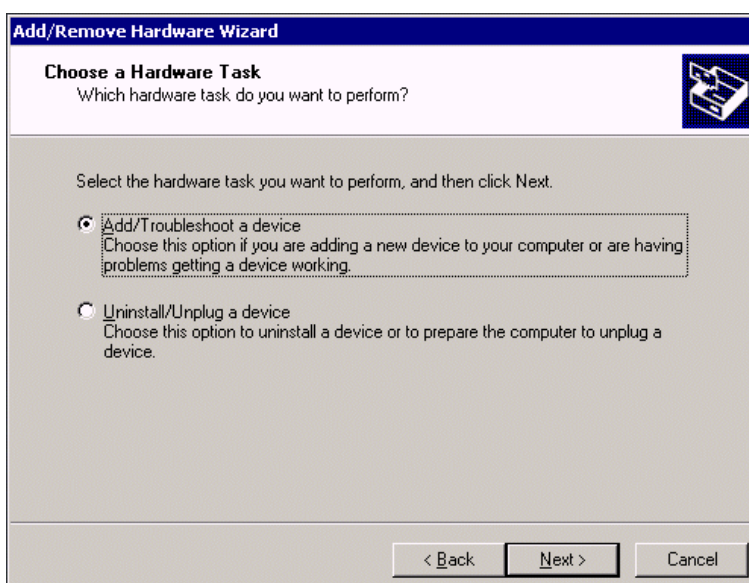 Add/Remove Hardware Wizard
Choose a Hardware Task
Which hardware task do you want to perform?
Select the hardware task you want to perform, and then click Next.
Add/Troubleshoot a device
Choose this option if you are adding a new device to your computer or are having
problems getting a device working.
Uninstall/Unplug a device
Choose this option to uninstall a device or to prepare the computer to unplug a
device.
< Back Next > Cancel